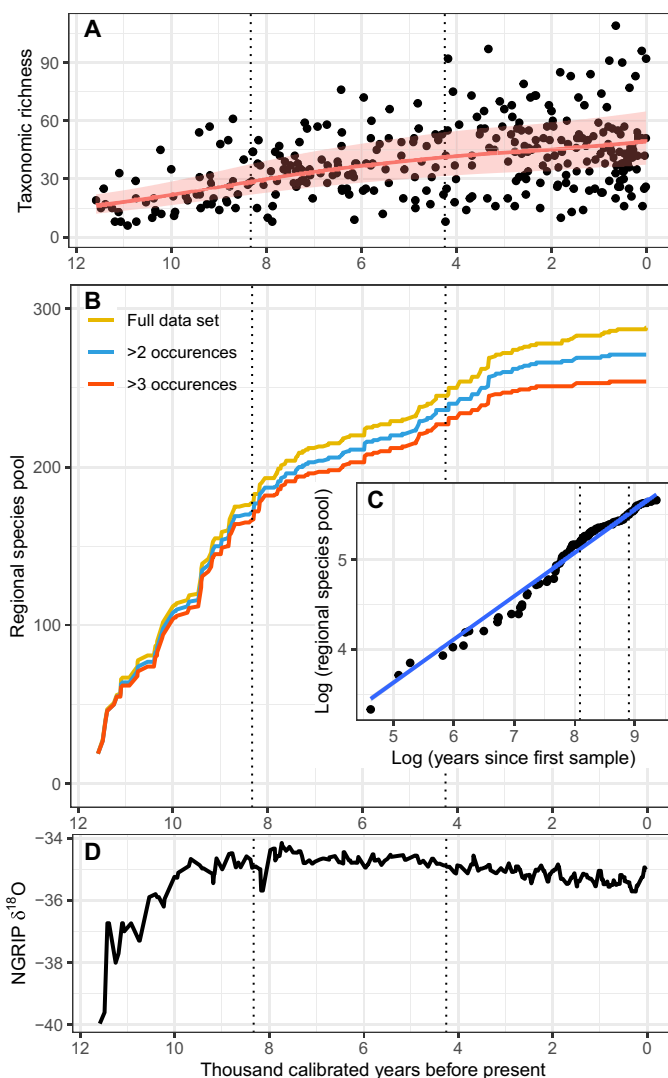 A
Taxonomic richness
90
60
30
0
12 10 8 6 4 2 0
B
Full data set
>2 occurences
>3 occurences
Regional species pool
300
200
100
0
12 10 8 6 4 2 0
C
Log (regional species pool)
5
4
5 6 7 8 9
Log (years since first sample)
D
NGRIP δ¹⁸O
−34
−36
−38
−40
12 10 8 6 4 2 0
Thousand calibrated years before present